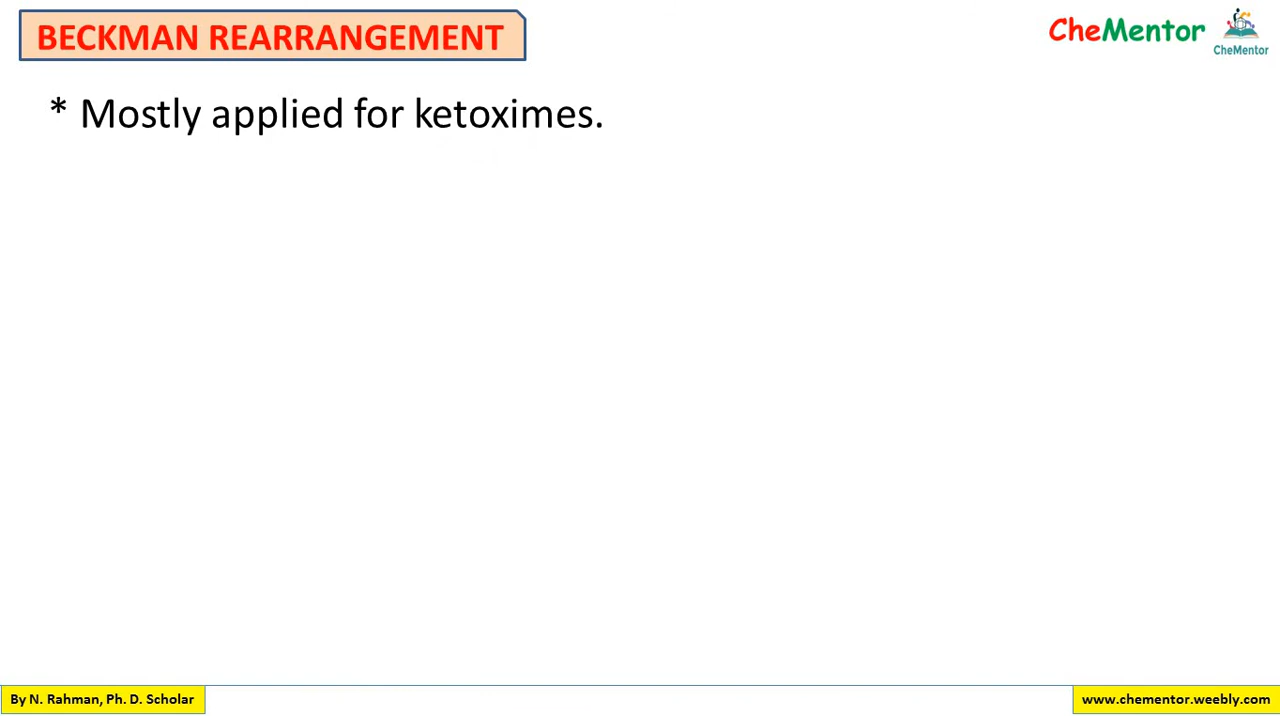 BECKMAN REARRANGEMENT
CheMentor
CheMentor
* Mostly applied for ketoximes.
By N. Rahman, Ph. D. Scholar
www.chementor.weebly.com